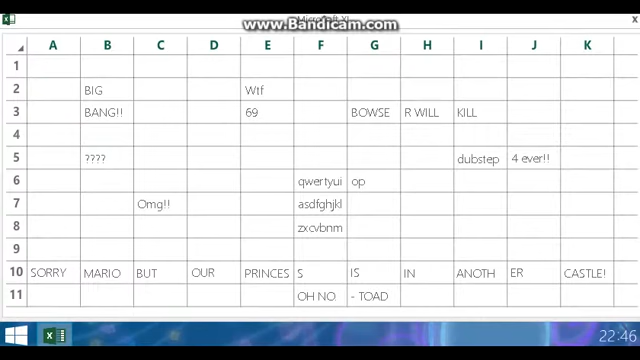 www.Bandicam.com
Microsoft XL
X
A B C D E F G H I J K
1
2 BIG Wtf
3 BANG!! 69 BOWSE R WILL KILL
4
5 ???? dubstep 4 ever!!
6 qwertyui op
7 Omg!! asdfghjkl
8 zxcvbnm
9
10 SORRY MARIO BUT OUR PRINCES S IS IN ANOTH ER CASTLE!
11 OH NO. - TOAD
22:46